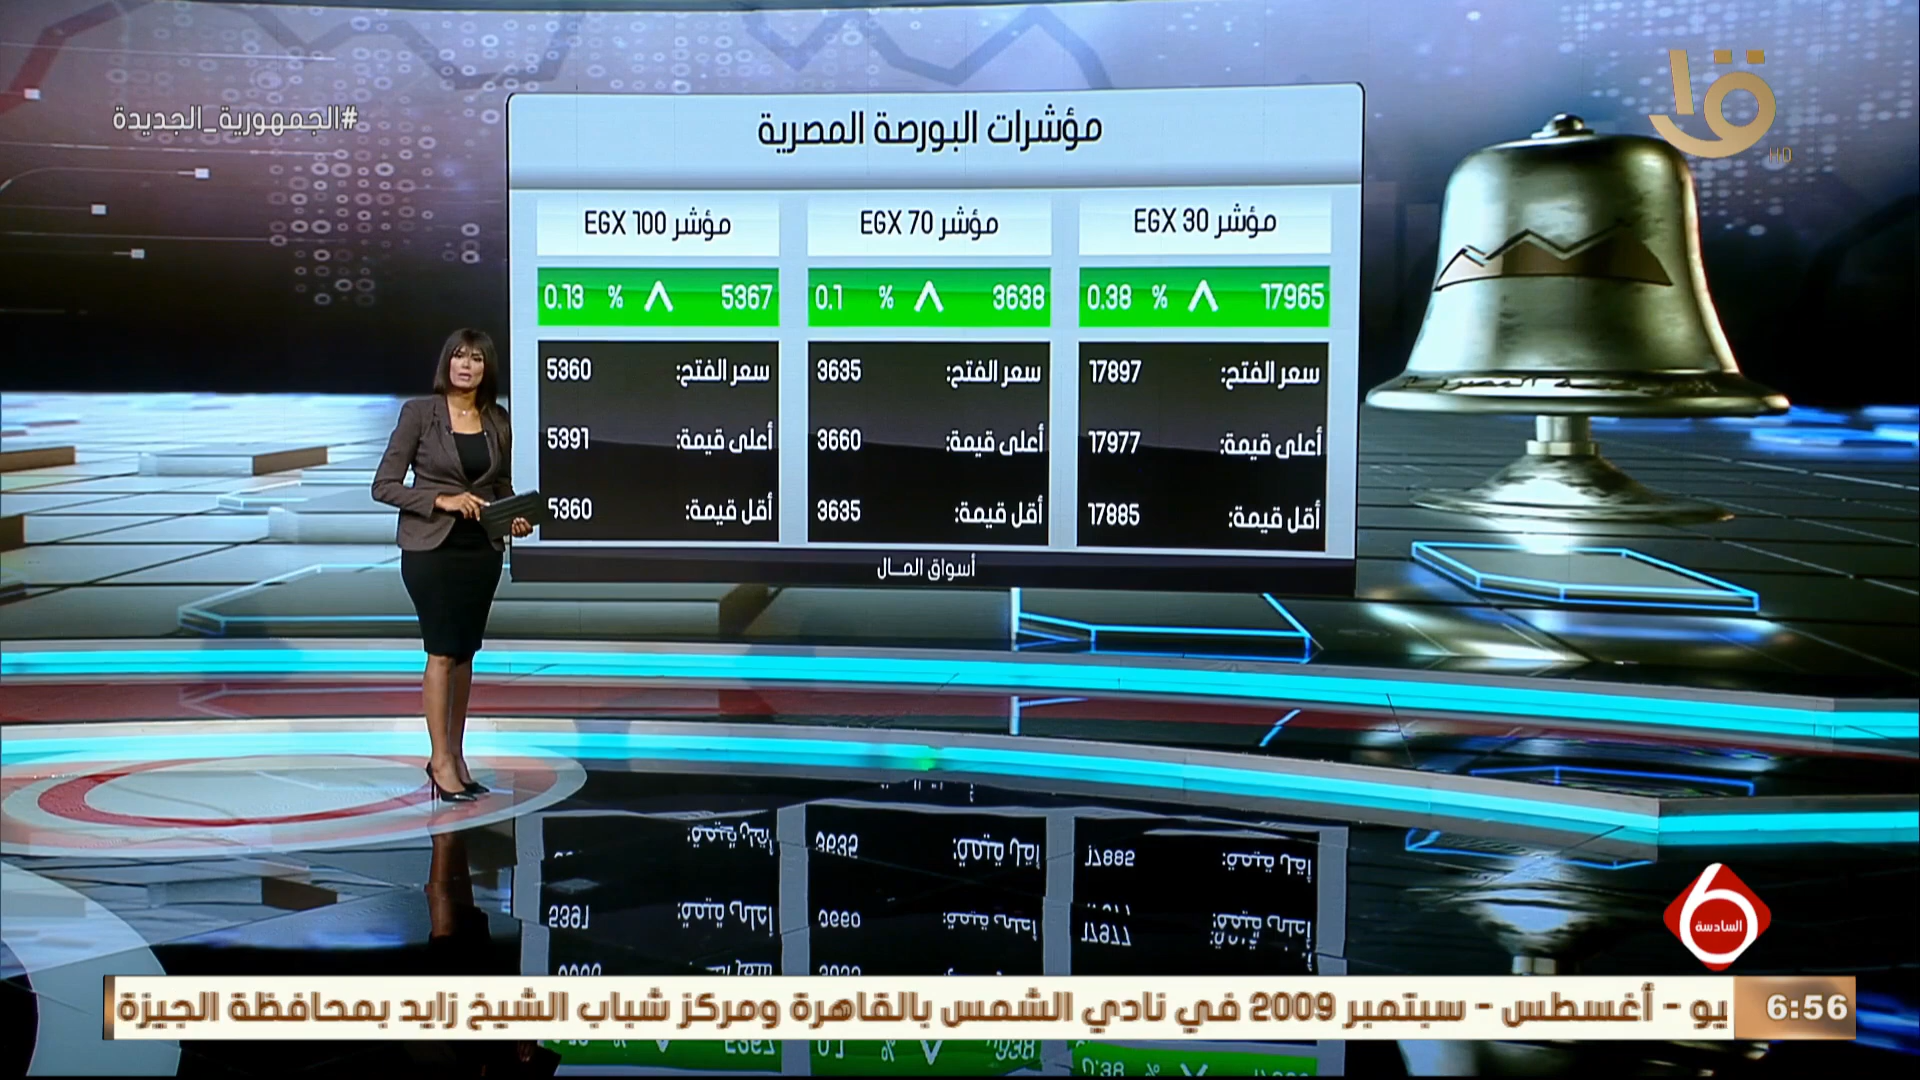 #الجمهورية_الجديدة
HD
مؤشرات البورصة المصرية
مؤشر EGX 30
17965 % 0.38
سعر الفتح: 17897
أعلى قيمة: 17977
أقل قيمة: 17885
مؤشر EGX 70
3638 % 0.1
سعر الفتح: 3635
أعلى قيمة: 3660
أقل قيمة: 3635
مؤشر EGX 100
5367 % 0.13
سعر الفتح: 5360
أعلى قيمة: 5391
أقل قيمة: 5360
أسواق المـال
6 السادسة
6:56
يو - أغسطس - سبتمبر 2009 في نادي الشمس بالقاهرة ومركز شباب الشيخ زايد بمحافظة الجيزة